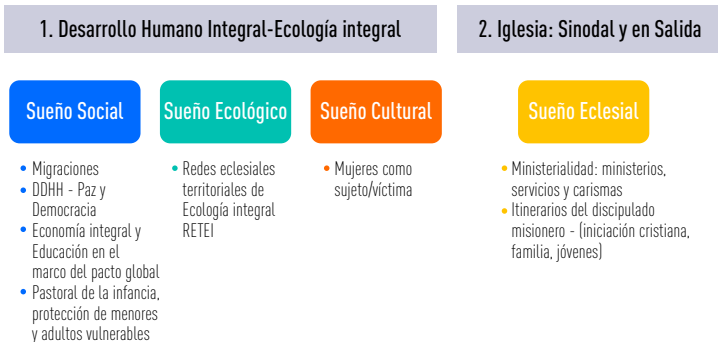 1. Desarrollo Humano Integral-Ecología integral
2. Iglesia: Sinodal y en Salida
Sueño Social
• Migraciones
• DDHH - Paz y
Democracia
• Economía integral y
Educación en el
marco del pacto global
• Pastoral de la infancia,
protección de menores
y adultos vulnerables
Sueño Ecológico
• Redes eclesiales
territoriales de
Ecología integral
RETEI
Sueño Cultural
• Mujeres como
sujeto/víctima
Sueño Eclesial
• Ministerialidad: ministerios,
servicios y carismas
• Itinerarios del discipulado
misionero - (iniciación cristiana,
familia, jóvenes)